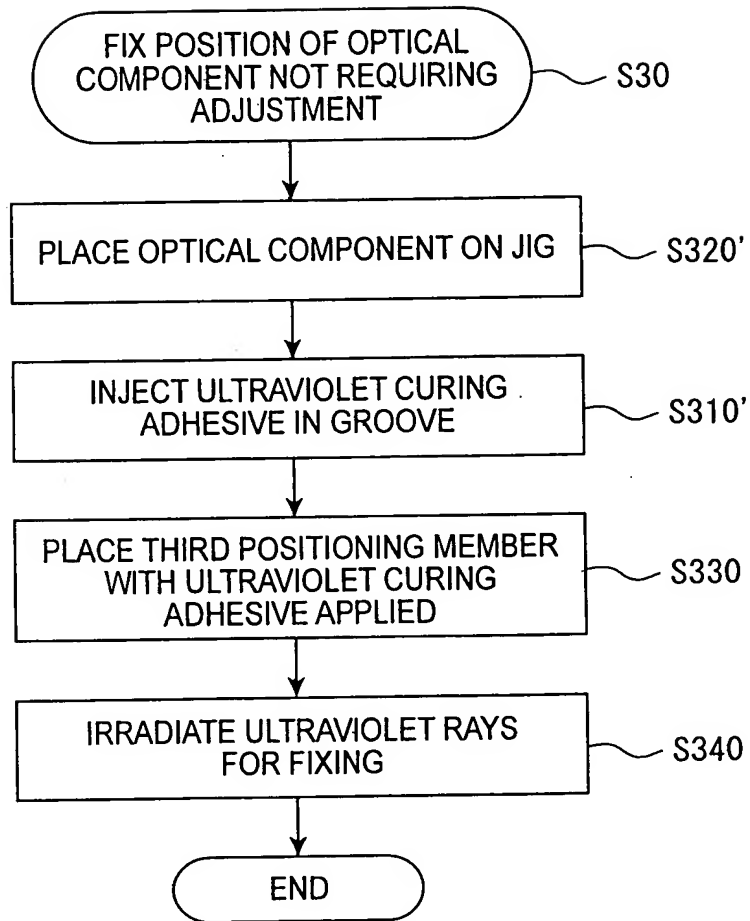 FIX POSITION OF OPTICAL
COMPONENT NOT REQUIRING
ADJUSTMENT
S30
PLACE OPTICAL COMPONENT ON JIG
S320'
INJECT ULTRAVIOLET CURING
ADHESIVE IN GROOVE
S310'
PLACE THIRD POSITIONING MEMBER
WITH ULTRAVIOLET CURING
ADHESIVE APPLIED
S330
IRRADIATE ULTRAVIOLET RAYS
FOR FIXING
S340
END